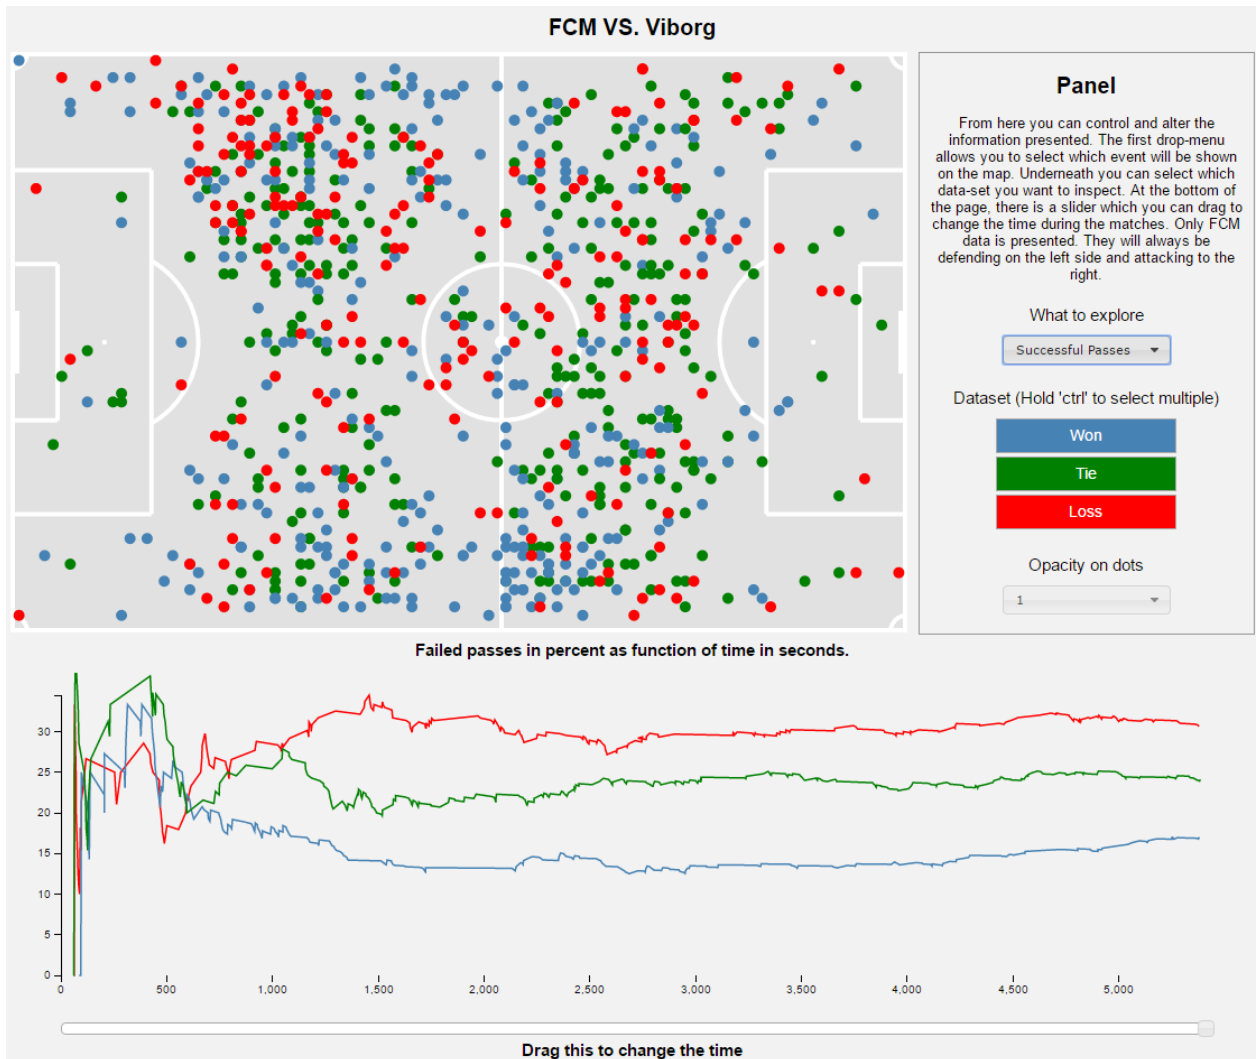 FCM VS. Viborg
Panel
From here you can control and alter the
information presented. The first drop-menu
allows you to select which event will be shown
on the map. Underneath you can select which
data-set you want to inspect. At the bottom of
the page, there is a slider which you can drag to
change the time during the matches. Only FCM
data is presented. They will always be
defending on the left side and attacking to the
right.
What to explore
Successful Passes
Dataset (Hold 'ctrl' to select multiple)
Won
Tie
Loss
Opacity on dots
1
Failed passes in percent as function of time in seconds.
30
25
20
15
10
5
0
0 500 1,000 1,500 2,000 2,500 3,000 3,500 4,000 4,500 5,000
Drag this to change the time